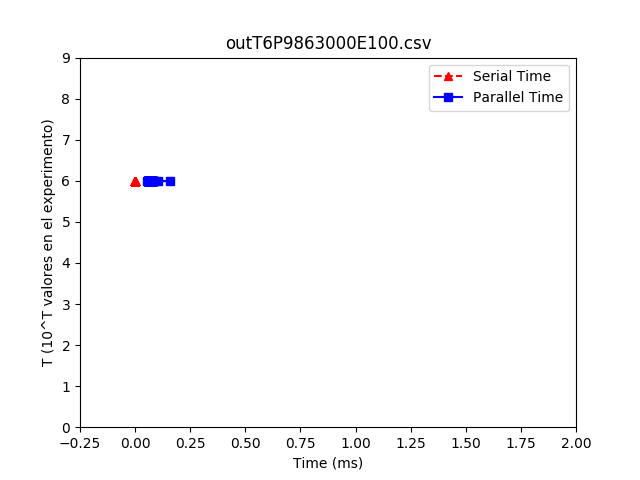 outT6P9863000E100.csv
Serial Time
Parallel Time
T (10^T valores en el experimento)
9
8
7
6
5
4
3
2
1
0
−0.25 0.00 0.25 0.50 0.75 1.00 1.25 1.50 1.75 2.00
Time (ms)